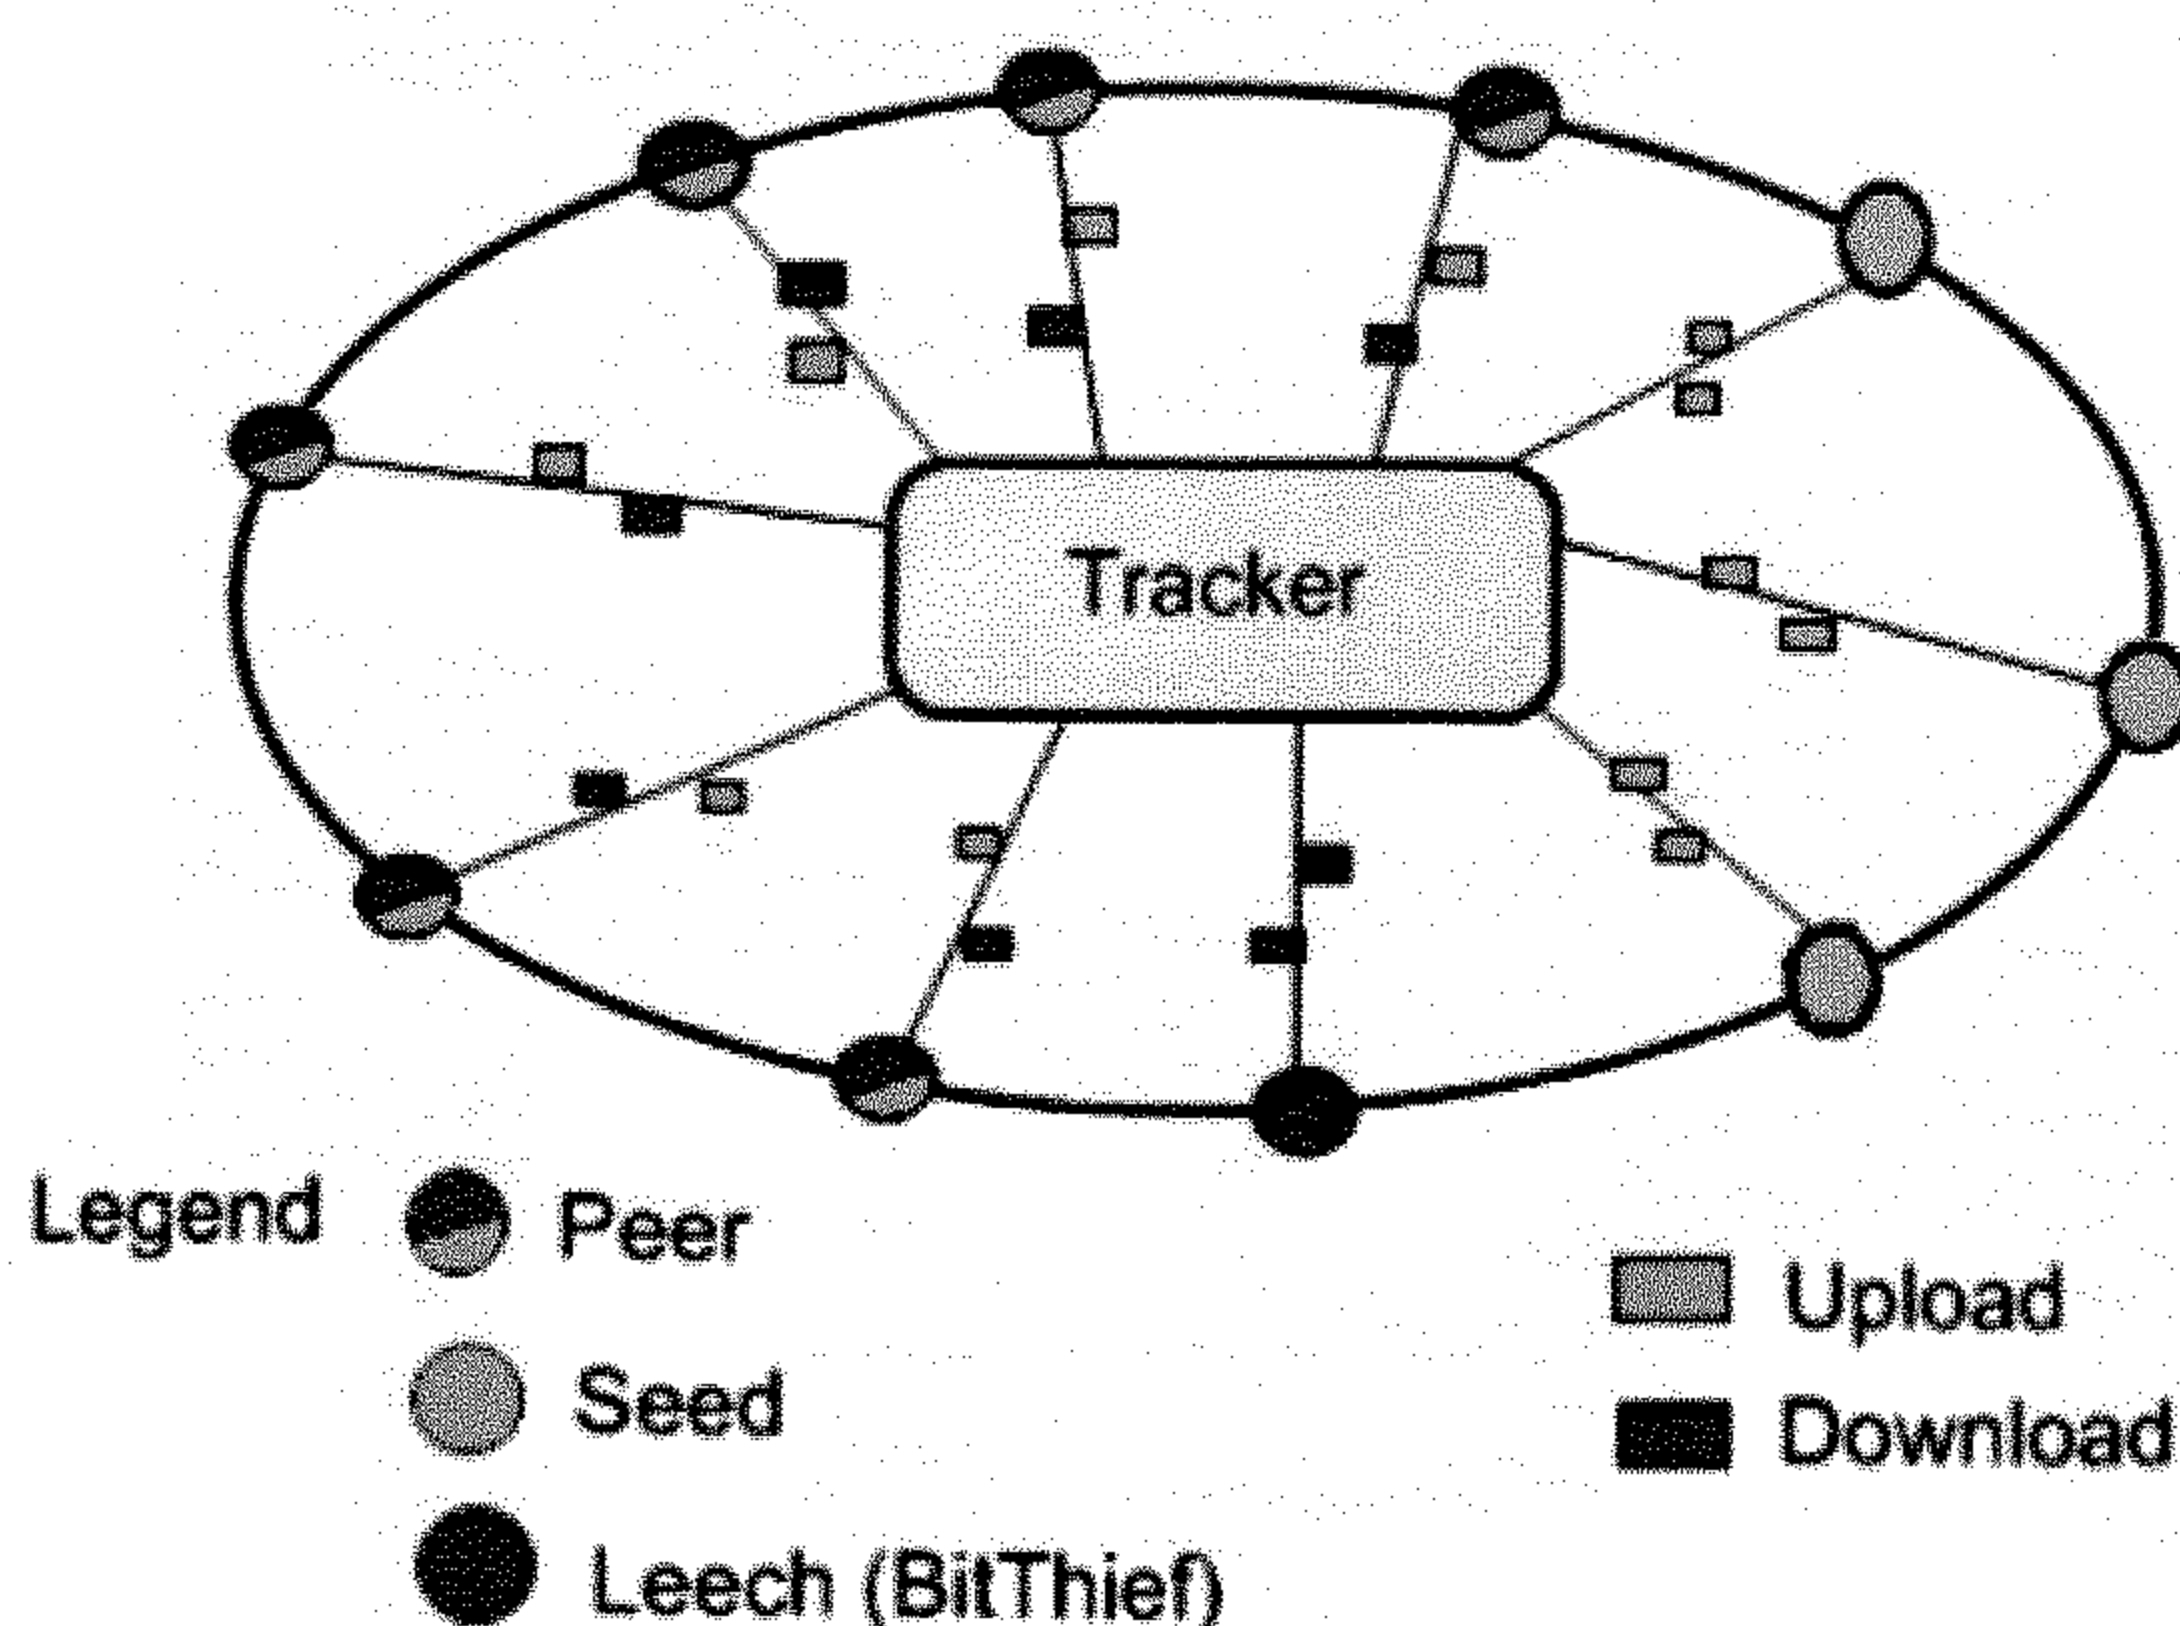 Tracker
Legend
Peer
Seed
Leech (BitThief)
Upload
Download